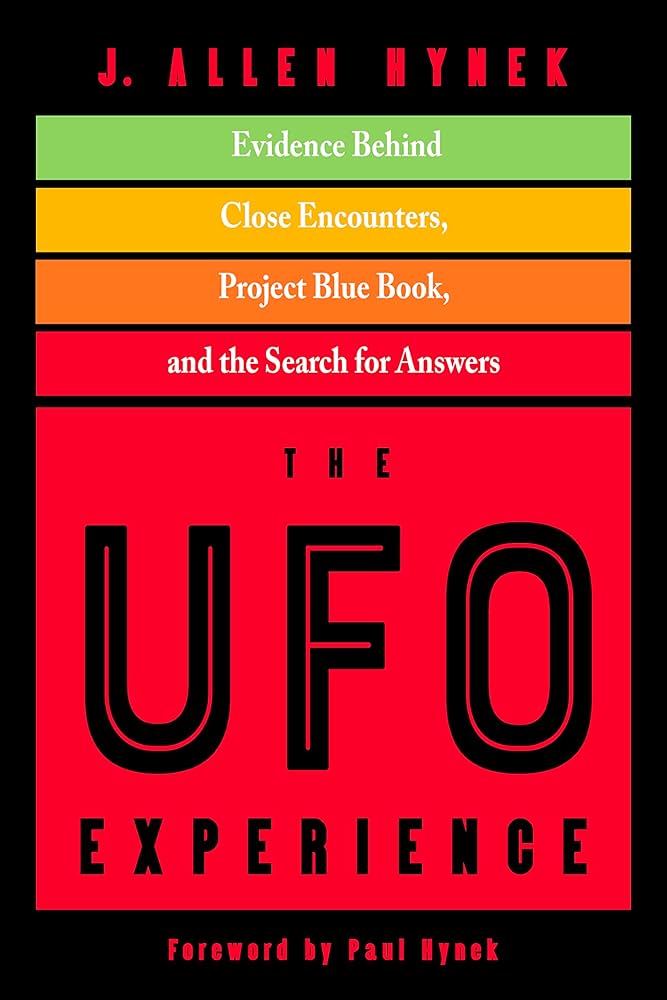 J. ALLEN HYNEK
Evidence Behind
Close Encounters,
Project Blue Book,
and the Search for Answers
THE
UFO
EXPERIENCE
Foreword by Paul Hynek